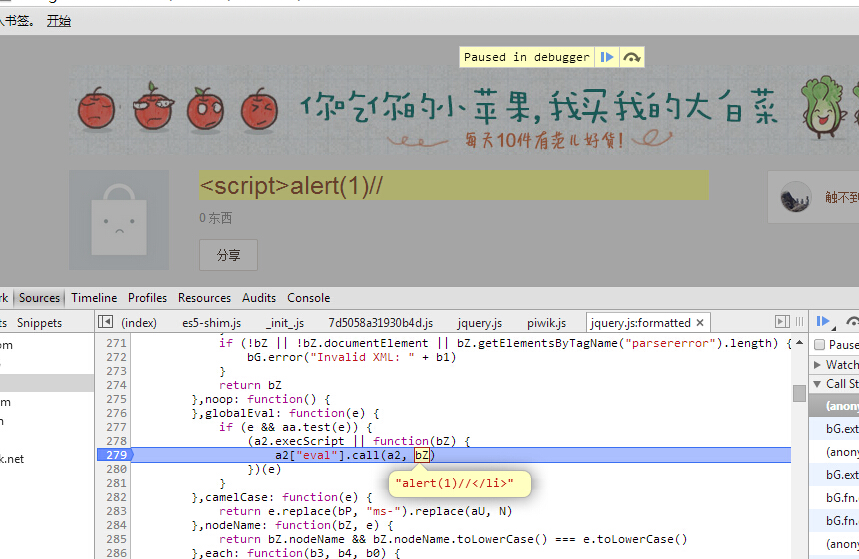 入书签。 开始
Paused in debugger
你吃你的小苹果,我买我的大白菜
每天10件有范儿好货!
<script>alert(1)//
0 东西
触不到
分享
rk Sources Timeline Profiles Resources Audits Console
ts Snippets (index) es5-shim.js _init_.js 7d5058a31930b4d.js jquery.js piwik.js jquery.js:formatted ×
om
m
k.net
271 if (!bZ || !bZ.documentElement || bZ.getElementsByTagName("parsererror").length) {
272 bG.error("Invalid XML: " + b1)
273 }
274 return bZ
275 },noop: function() {
276 },globalEval: function(e) {
277 if (e && aa.test(e)) {
278 (a2.execScript || function(bZ) {
279 a2["eval"].call(a2, bZ)
280 })(e)
"alert(1)//</li>"
281 }
282 },camelCase: function(e) {
283 return e.replace(bP, "ms-").replace(aU, N)
284 },nodeName: function(bZ, e) {
285 return bZ.nodeName && bZ.nodeName.toLowerCase() === e.toLowerCase()
286 },each: function(b3, b4, b0) {
Pause
Watch
Call St
(anony
bG.ext
(anony
bG.ext
bG.fn.
bG.fn.
(anony